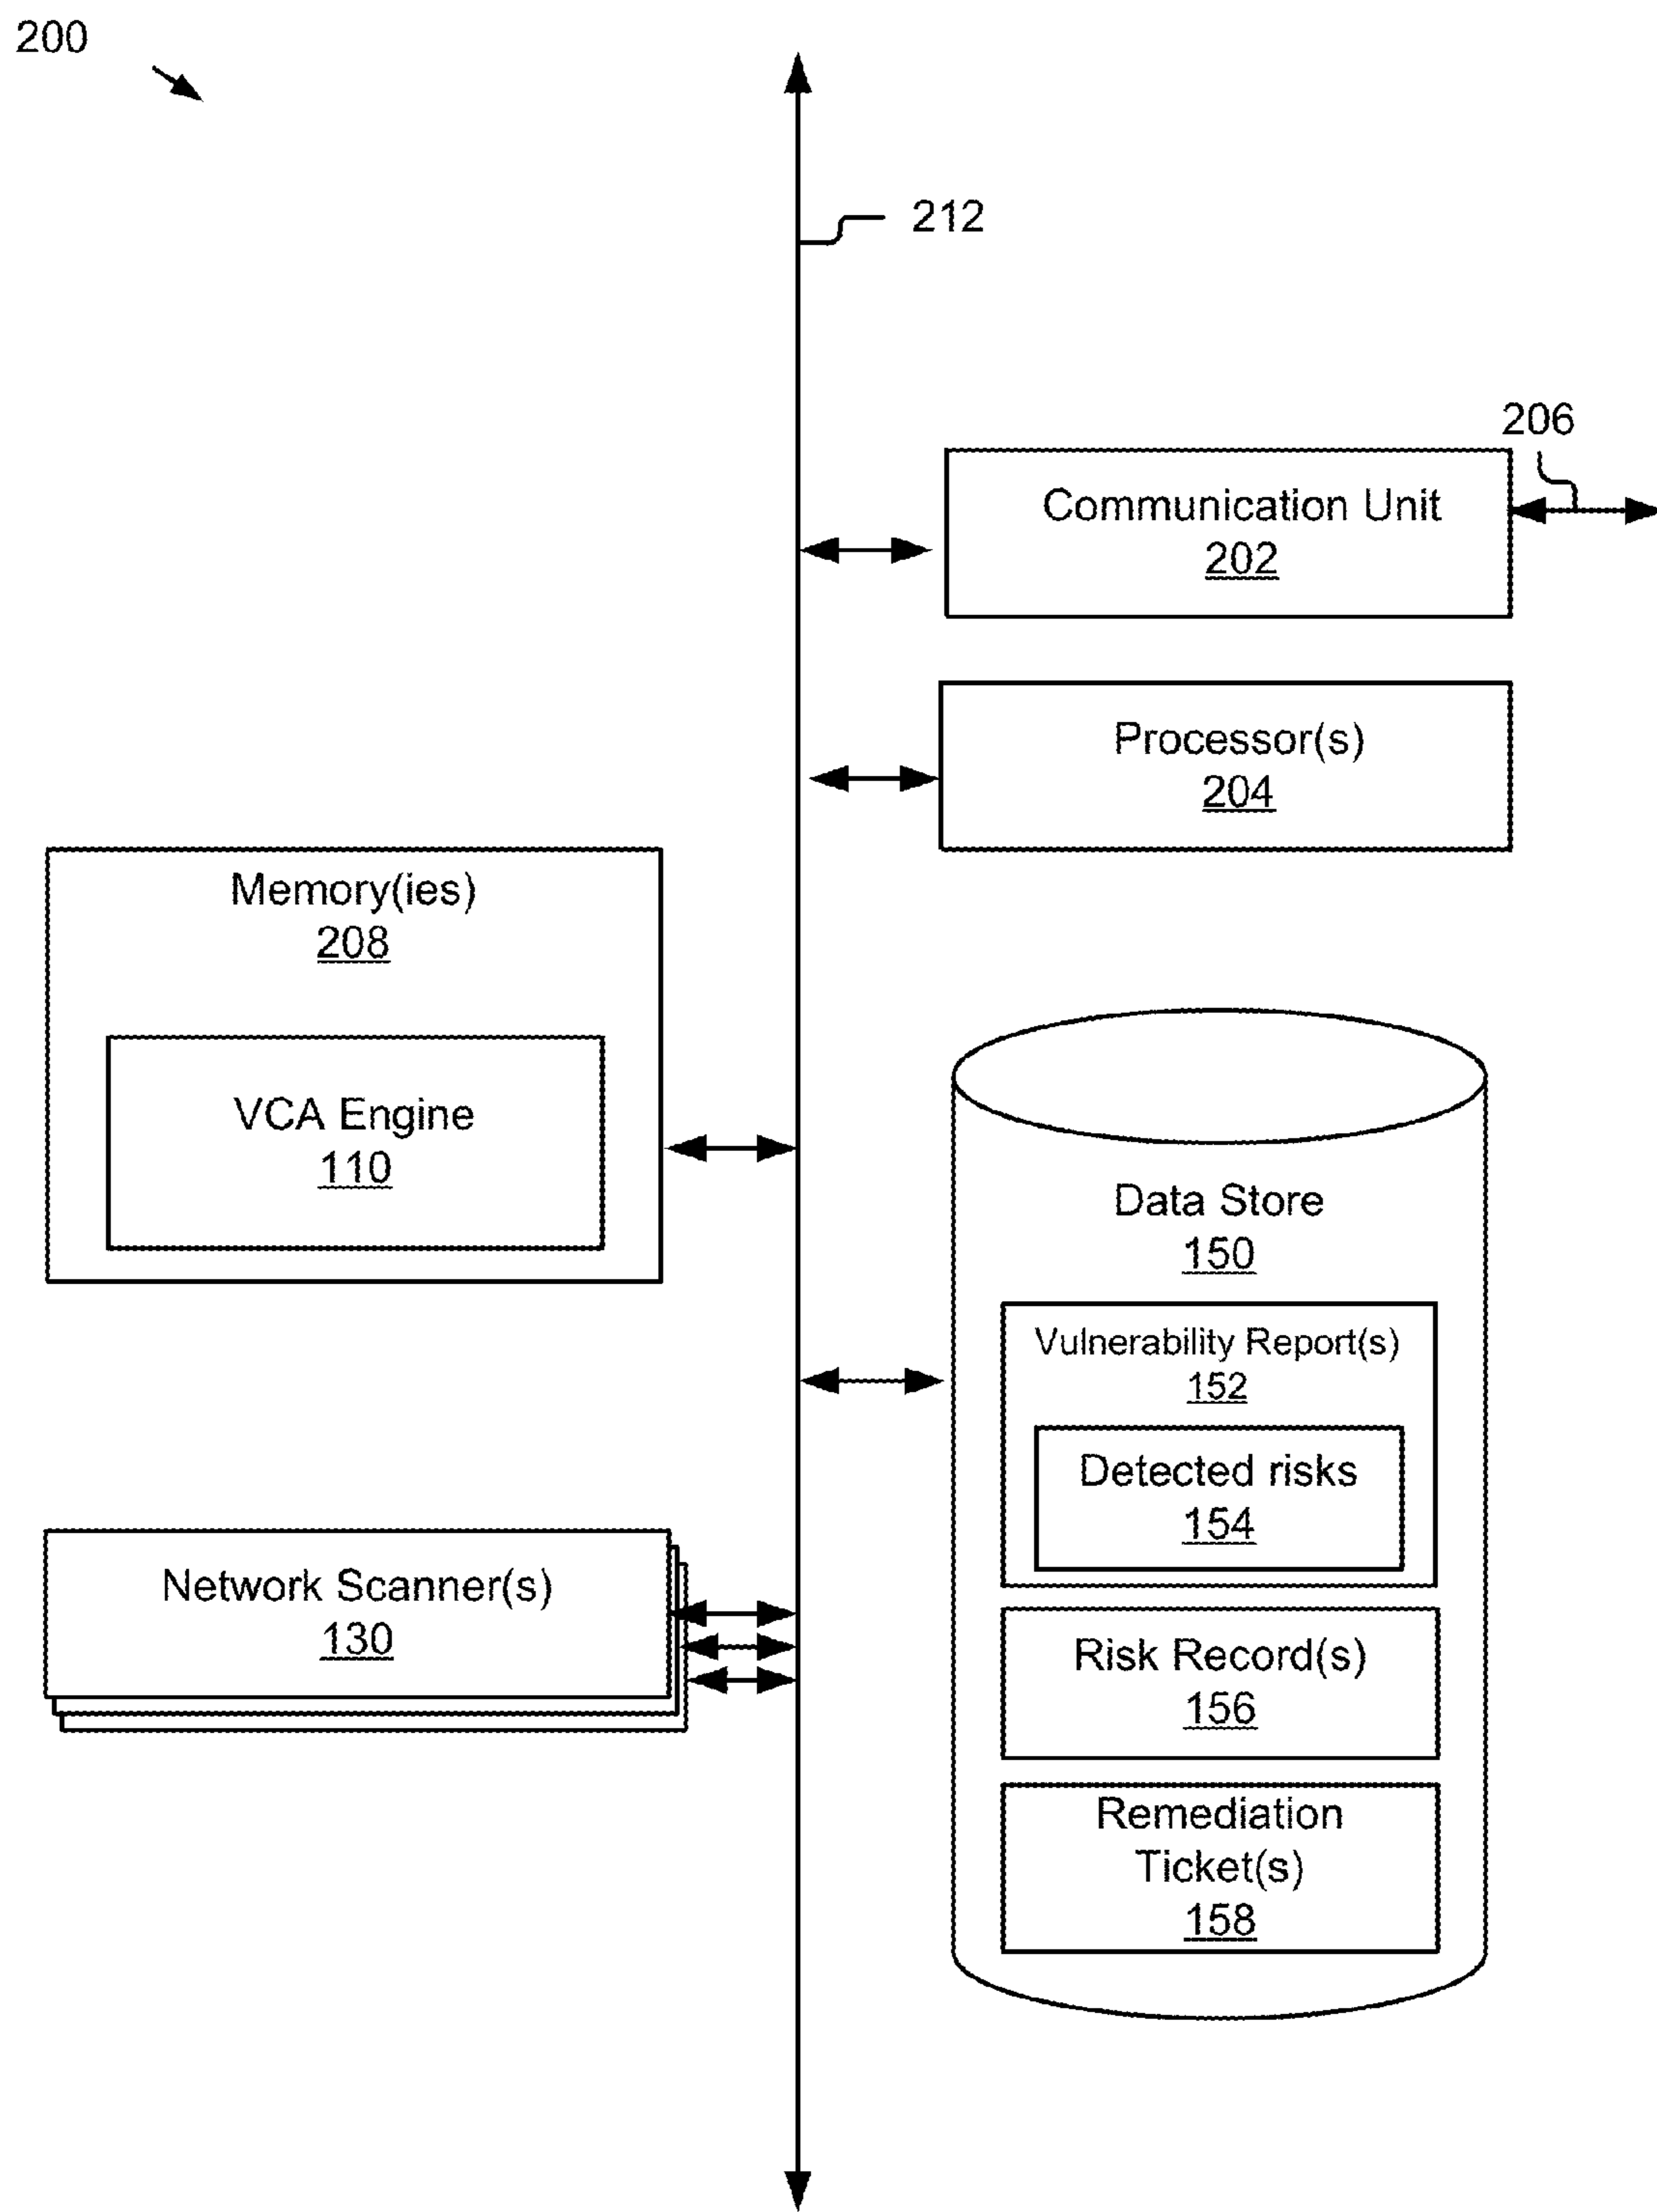 200
212
206
Communication Unit
202
Processor(s)
204
Memory(ies)
208
VCA Engine
110
Data Store
150
Vulnerability Report(s)
152
Detected risks
154
Network Scanner(s)
130
Risk Record(s)
156
Remediation
Ticket(s)
158